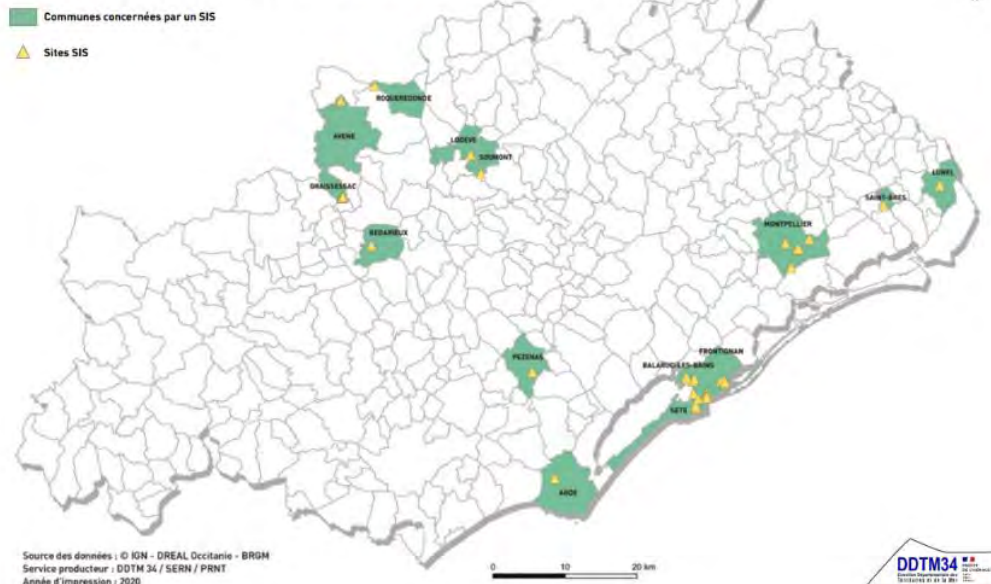 Communes concernées par un SIS
Sites SIS
ROQUEREDONDE
AVENE
LODEVE
SOUMONT
GRAISSESSAC
BEDARIEUX
LUNEL
SAINT-BRES
MONTPELLIER
PEZENAS
FRONTIGNAN
BALARUC-LES-BAINS
SETE
AGDE
Source des données : © IGN - DREAL Occitanie - BRGM
Service producteur : DDTM 34 / SERN / PRNT
Année d'impression : 2020
0 10 20 km
DDTM34